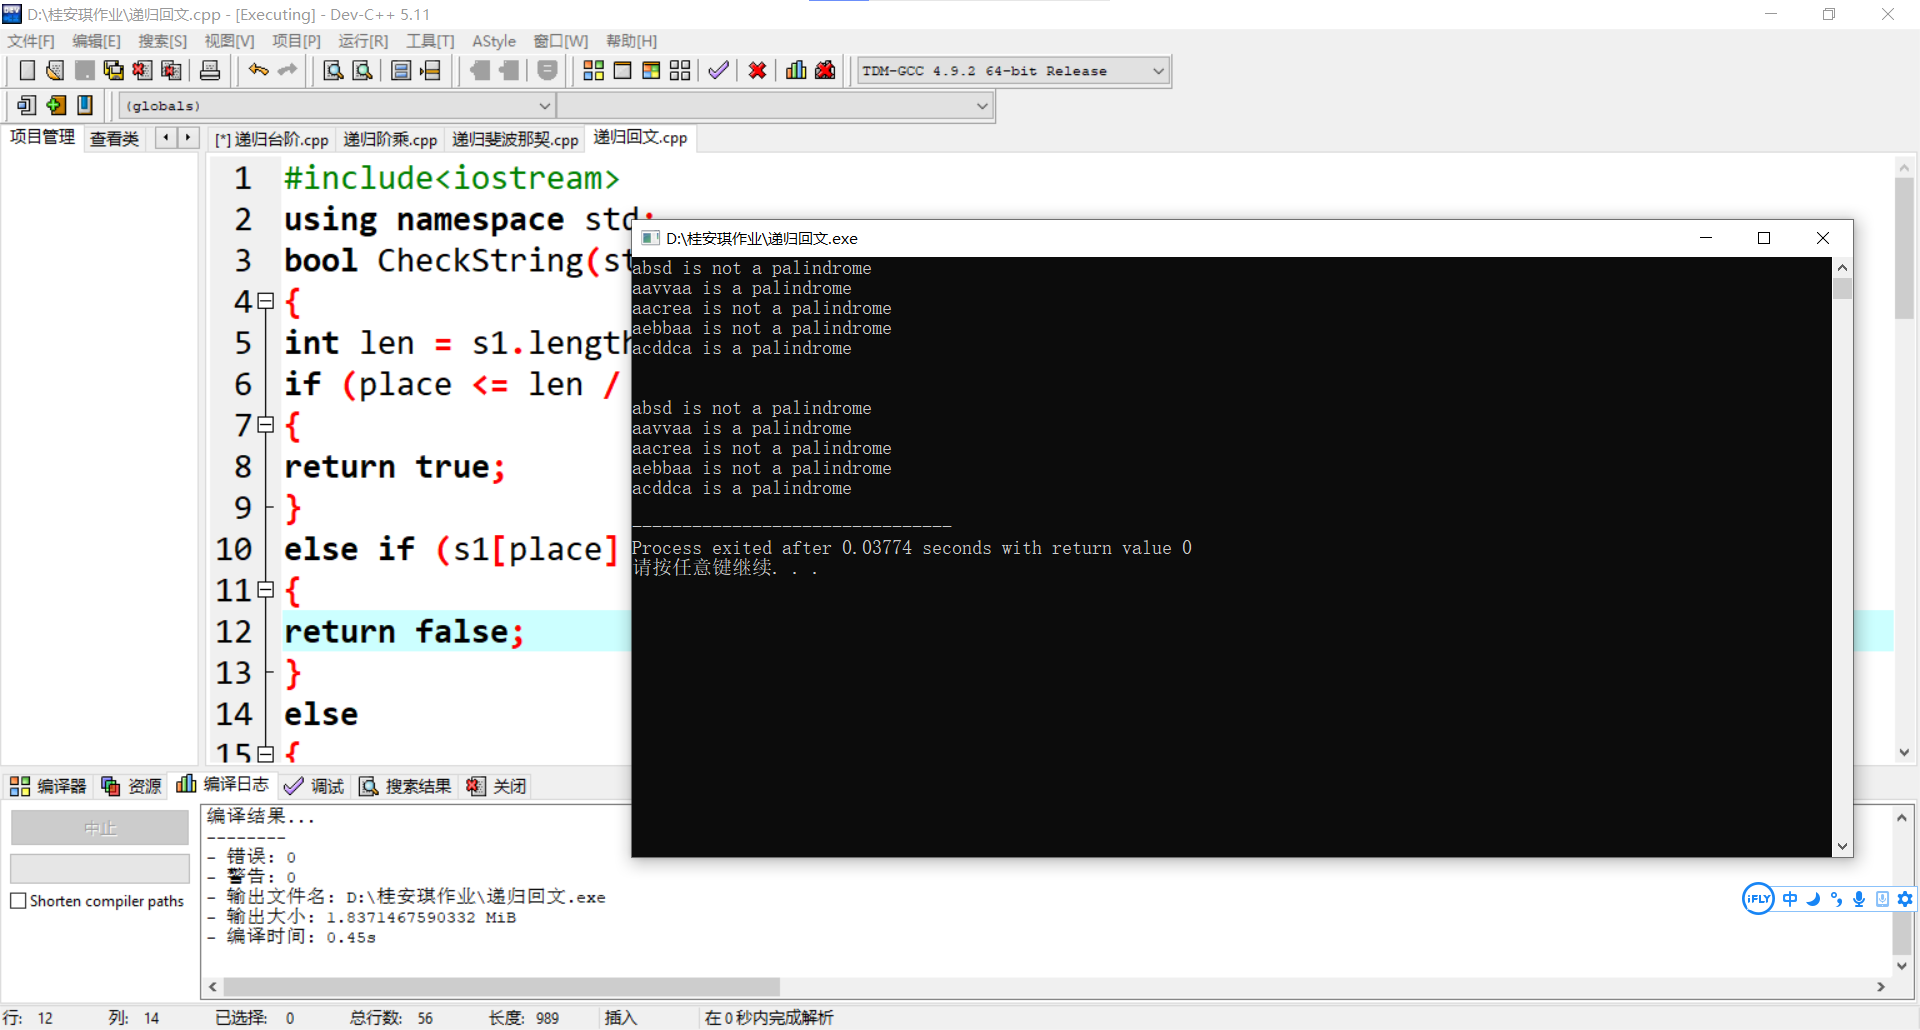 D:\桂安琪作业\递归回文.cpp - [Executing] - Dev-C++ 5.11
文件[F] 编辑[E] 搜索[S] 视图[V] 项目[P] 运行[R] 工具[T] AStyle 窗口[W] 帮助[H]
TDM-GCC 4.9.2 64-bit Release
(globals)
项目管理 查看类 [*] 递归台阶.cpp 递归阶乘.cpp 递归斐波那契.cpp 递归回文.cpp
1 #include<iostream>
2 using namespace std;
3 bool CheckString(st
4 {
5 int len = s1.length
6 if (place <= len /
7 {
8 return true;
9 }
10 else if (s1[place]
11 {
12 return false;
13 }
14 else
15 {
D:\桂安琪作业\递归回文.exe
absd is not a palindrome
aavvaa is a palindrome
aacrea is not a palindrome
aebbaa is not a palindrome
acddca is a palindrome
absd is not a palindrome
aavvaa is a palindrome
aacrea is not a palindrome
aebbaa is not a palindrome
acddca is a palindrome
--------------------------------
Process exited after 0.03774 seconds with return value 0
请按任意键继续. . .
编译器 资源 编译日志 调试 搜索结果 关闭
中止
Shorten compiler paths
编译结果...
--------
- 错误: 0
- 警告: 0
- 输出文件名: D:\桂安琪作业\递归回文.exe
- 输出大小: 1.8371467590332 MiB
- 编译时间: 0.45s
iFLY 中
行: 12 列: 14 已选择: 0 总行数: 56 长度: 989 插入 在 0 秒内完成解析